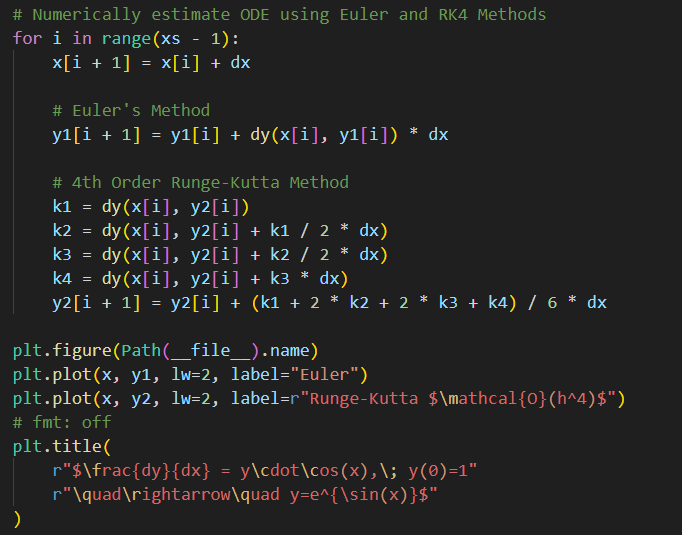 # Numerically estimate ODE using Euler and RK4 Methods
for i in range(xs - 1):
    x[i + 1] = x[i] + dx
    # Euler's Method
    y1[i + 1] = y1[i] + dy(x[i], y1[i]) * dx
    # 4th Order Runge-Kutta Method
    k1 = dy(x[i], y2[i])
    k2 = dy(x[i], y2[i] + k1 / 2 * dx)
    k3 = dy(x[i], y2[i] + k2 / 2 * dx)
    k4 = dy(x[i], y2[i] + k3 * dx)
    y2[i + 1] = y2[i] + (k1 + 2 * k2 + 2 * k3 + k4) / 6 * dx
plt.figure(Path(__file__).name)
plt.plot(x, y1, lw=2, label="Euler")
plt.plot(x, y2, lw=2, label=r"Runge-Kutta $\mathcal{O}(h^4)$")
# fmt: off
plt.title(
    r"$\frac{dy}{dx} = y\cdot\cos(x),\; y(0)=1"
    r"\quad\rightarrow\quad y=e^{\sin(x)}$"
)